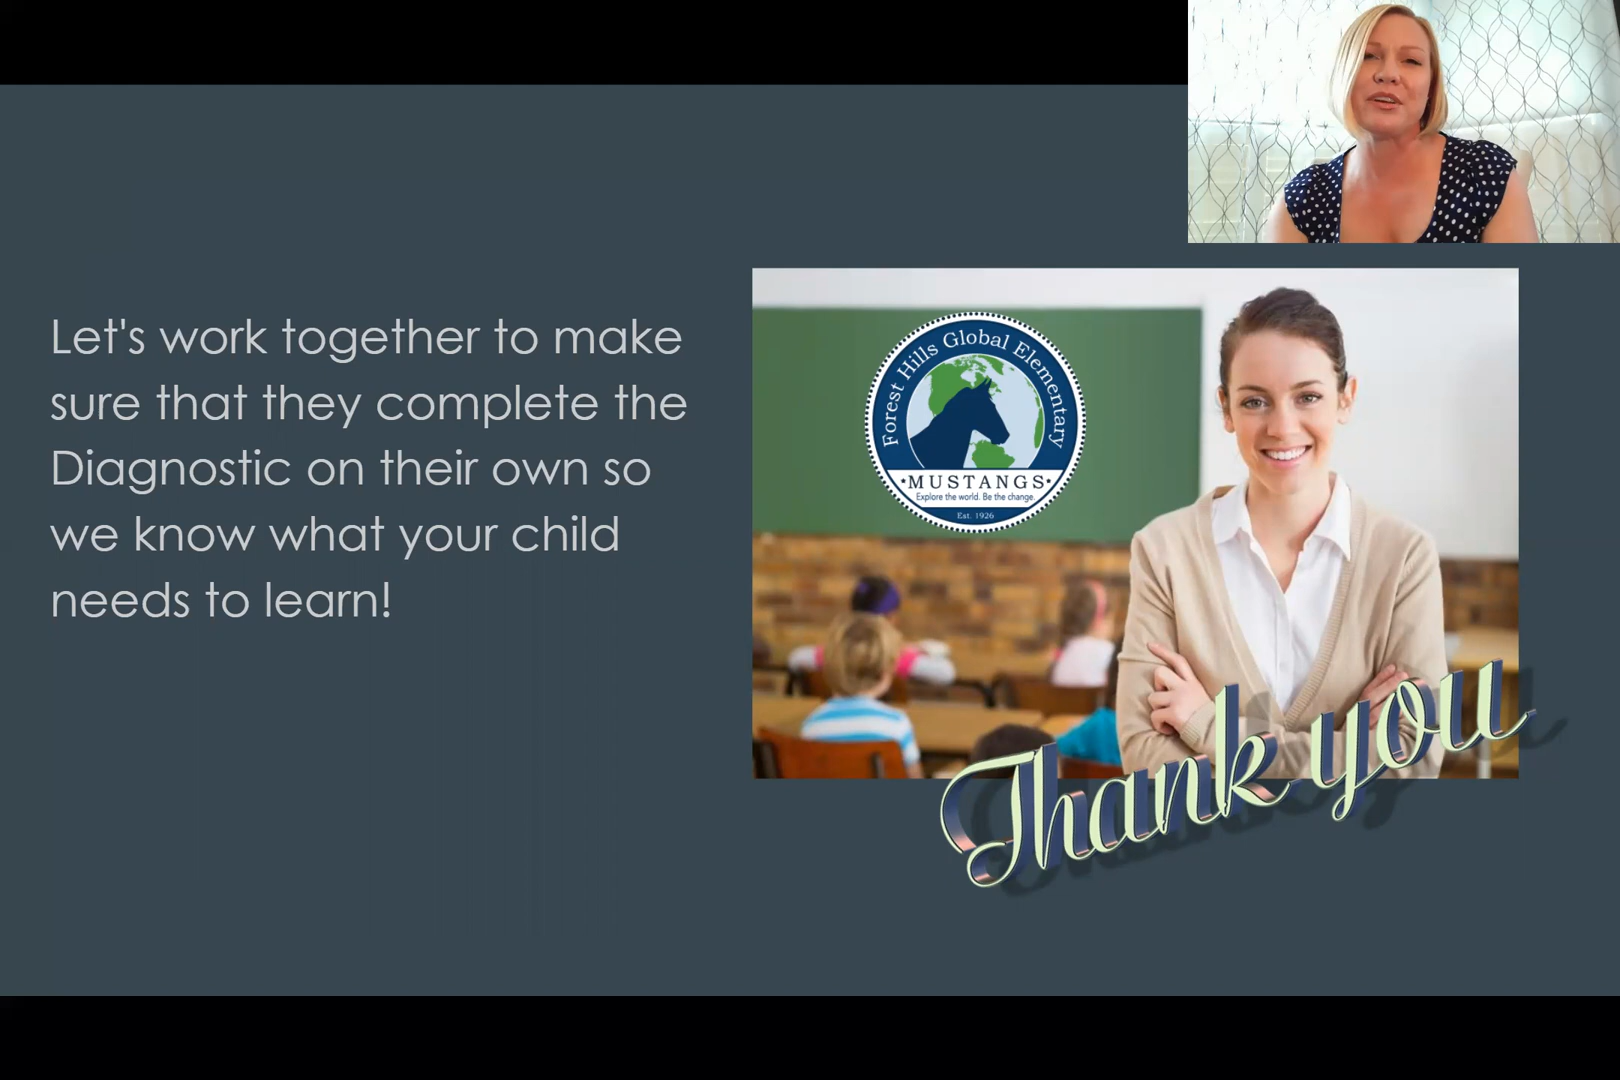 Let's work together to make
sure that they complete the
Diagnostic on their own so
we know what your child
needs to learn!
Forest Hills Global Elementary
·MUSTANGS·
Explore the world. Be the change.
Est. 1926
Thank you